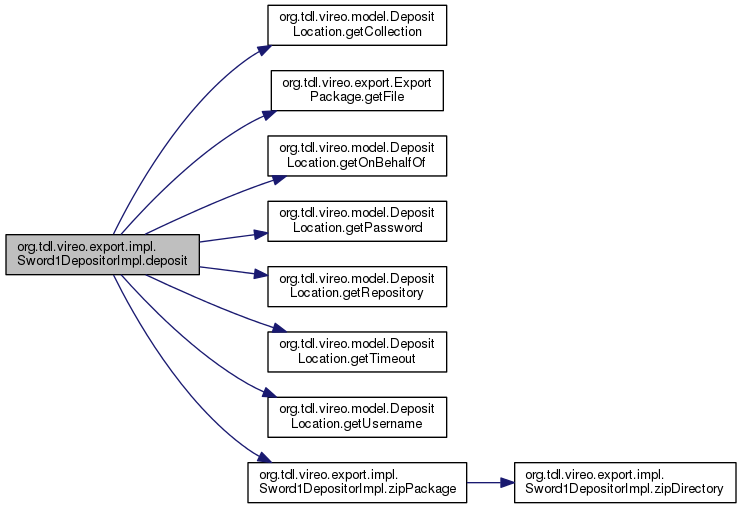 org.tdl.vireo.model.Deposit
Location.getCollection
org.tdl.vireo.export.Export
Package.getFile
org.tdl.vireo.model.Deposit
Location.getOnBehalfOf
org.tdl.vireo.model.Deposit
Location.getPassword
org.tdl.vireo.export.impl.
Sword1DepositorImpl.deposit
org.tdl.vireo.model.Deposit
Location.getRepository
org.tdl.vireo.model.Deposit
Location.getTimeout
org.tdl.vireo.model.Deposit
Location.getUsername
org.tdl.vireo.export.impl.
Sword1DepositorImpl.zipPackage
org.tdl.vireo.export.impl.
Sword1DepositorImpl.zipDirectory